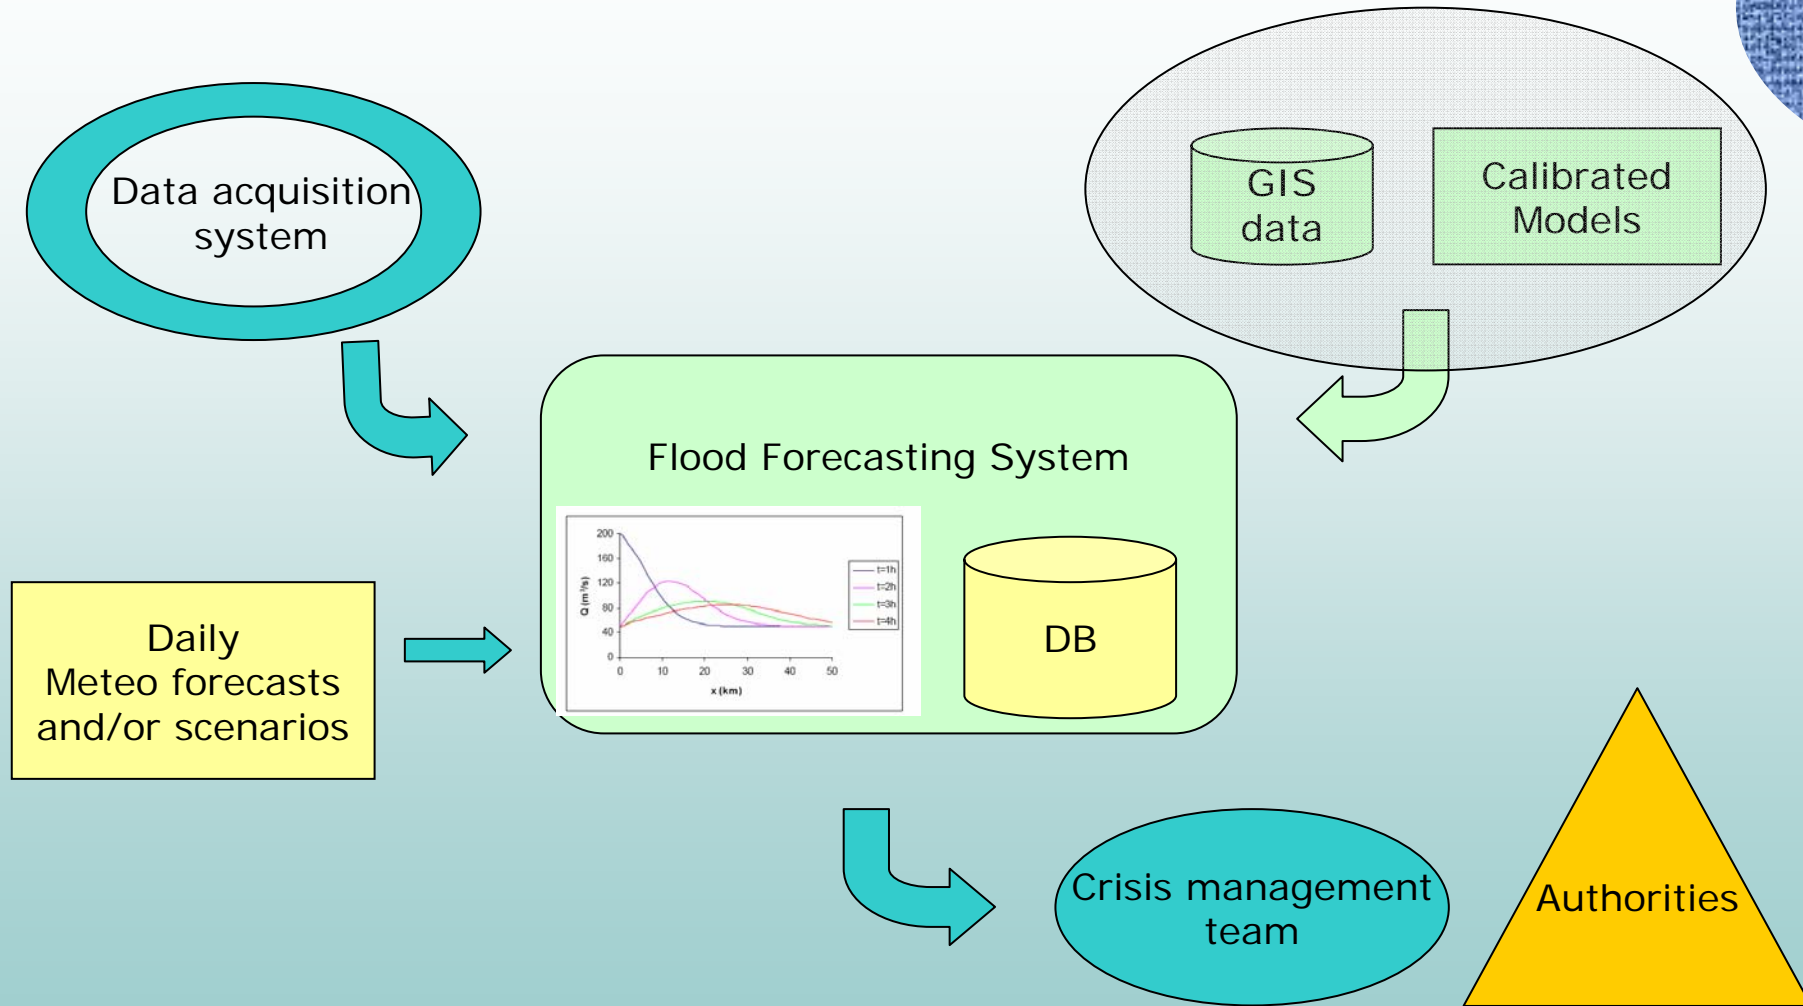 Data acquisition
system
GIS
data
Calibrated
Models
Flood Forecasting System
200
160
120
80
40
0
Q (m³/s)
0 10 20 30 40 50
x (km)
t=1h
t=2h
t=3h
t=4h
DB
Daily
Meteo forecasts
and/or scenarios
Crisis management
team
Authorities